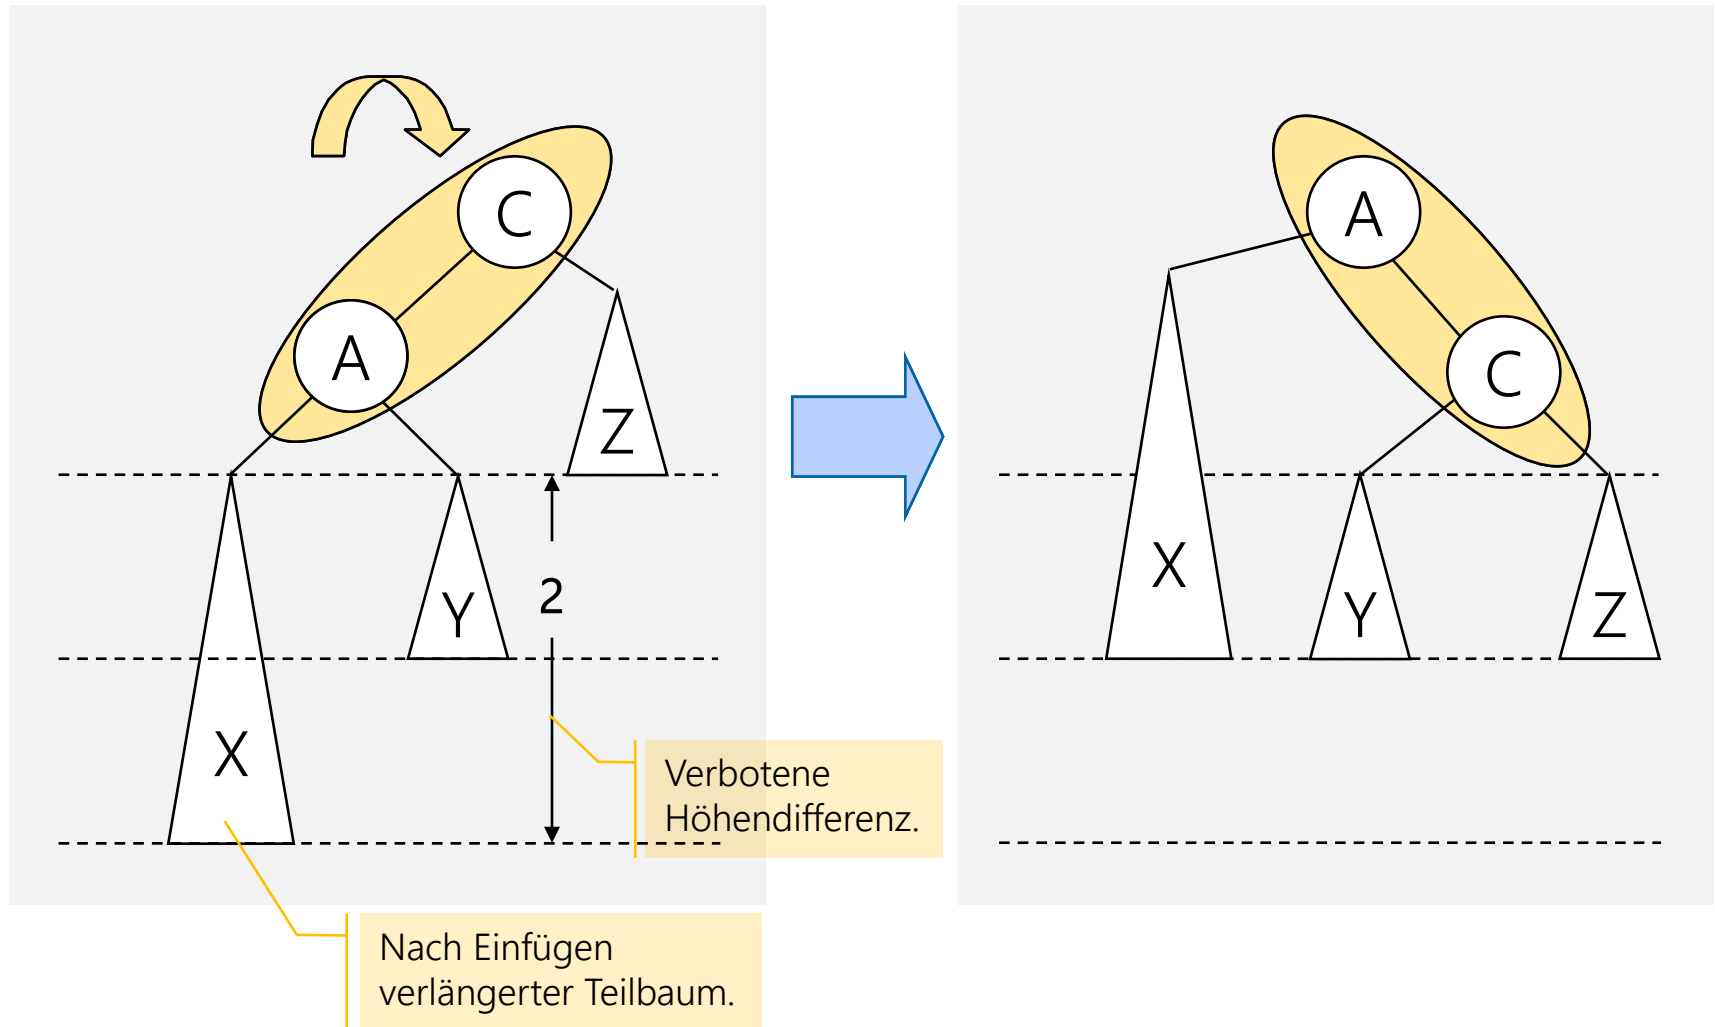 C
A
Z
X
Y
2
Verbotene
Höhendifferenz.
Nach Einfügen
verlängerter Teilbaum.
A
C
X
Y
Z